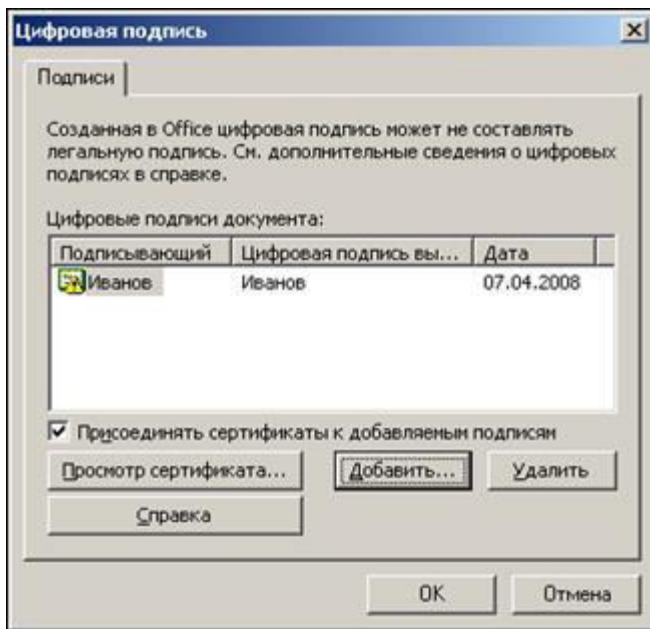 Цифровая подпись
Подписи
Созданная в Office цифровая подпись может не составлять
легальную подпись. См. дополнительные сведения о цифровых
подписях в справке.
Цифровые подписи документа:
Подписывающий Цифровая подпись вы... Дата
Иванов Иванов 07.04.2008
Присоединять сертификаты к добавляемым подписям
Просмотр сертификата... Добавить... Удалить
Справка
OK Отмена